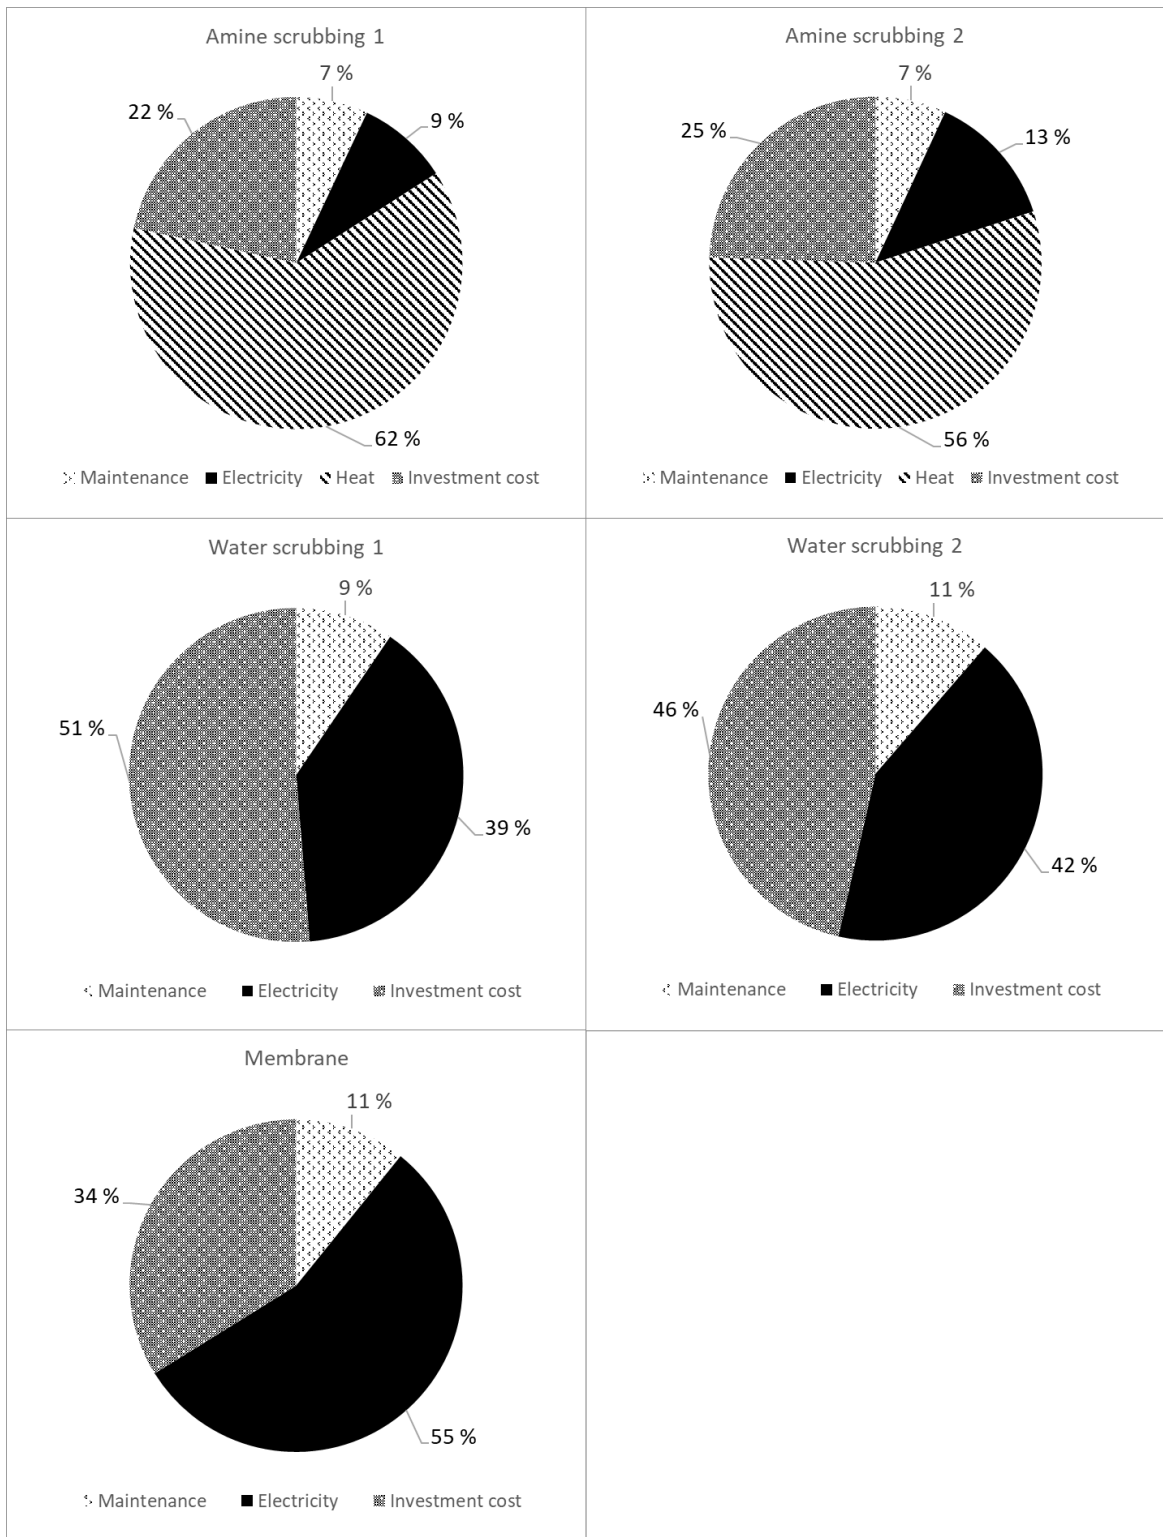 Amine scrubbing 1
7 %
22 %
9 %
62 %
Maintenance Electricity Heat Investment cost
Amine scrubbing 2
7 %
25 %
13 %
56 %
Maintenance Electricity Heat Investment cost
Water scrubbing 1
9 %
51 %
39 %
Maintenance Electricity Investment cost
Water scrubbing 2
11 %
46 %
42 %
Maintenance Electricity Investment cost
Membrane
11 %
34 %
55 %
Maintenance Electricity Investment cost